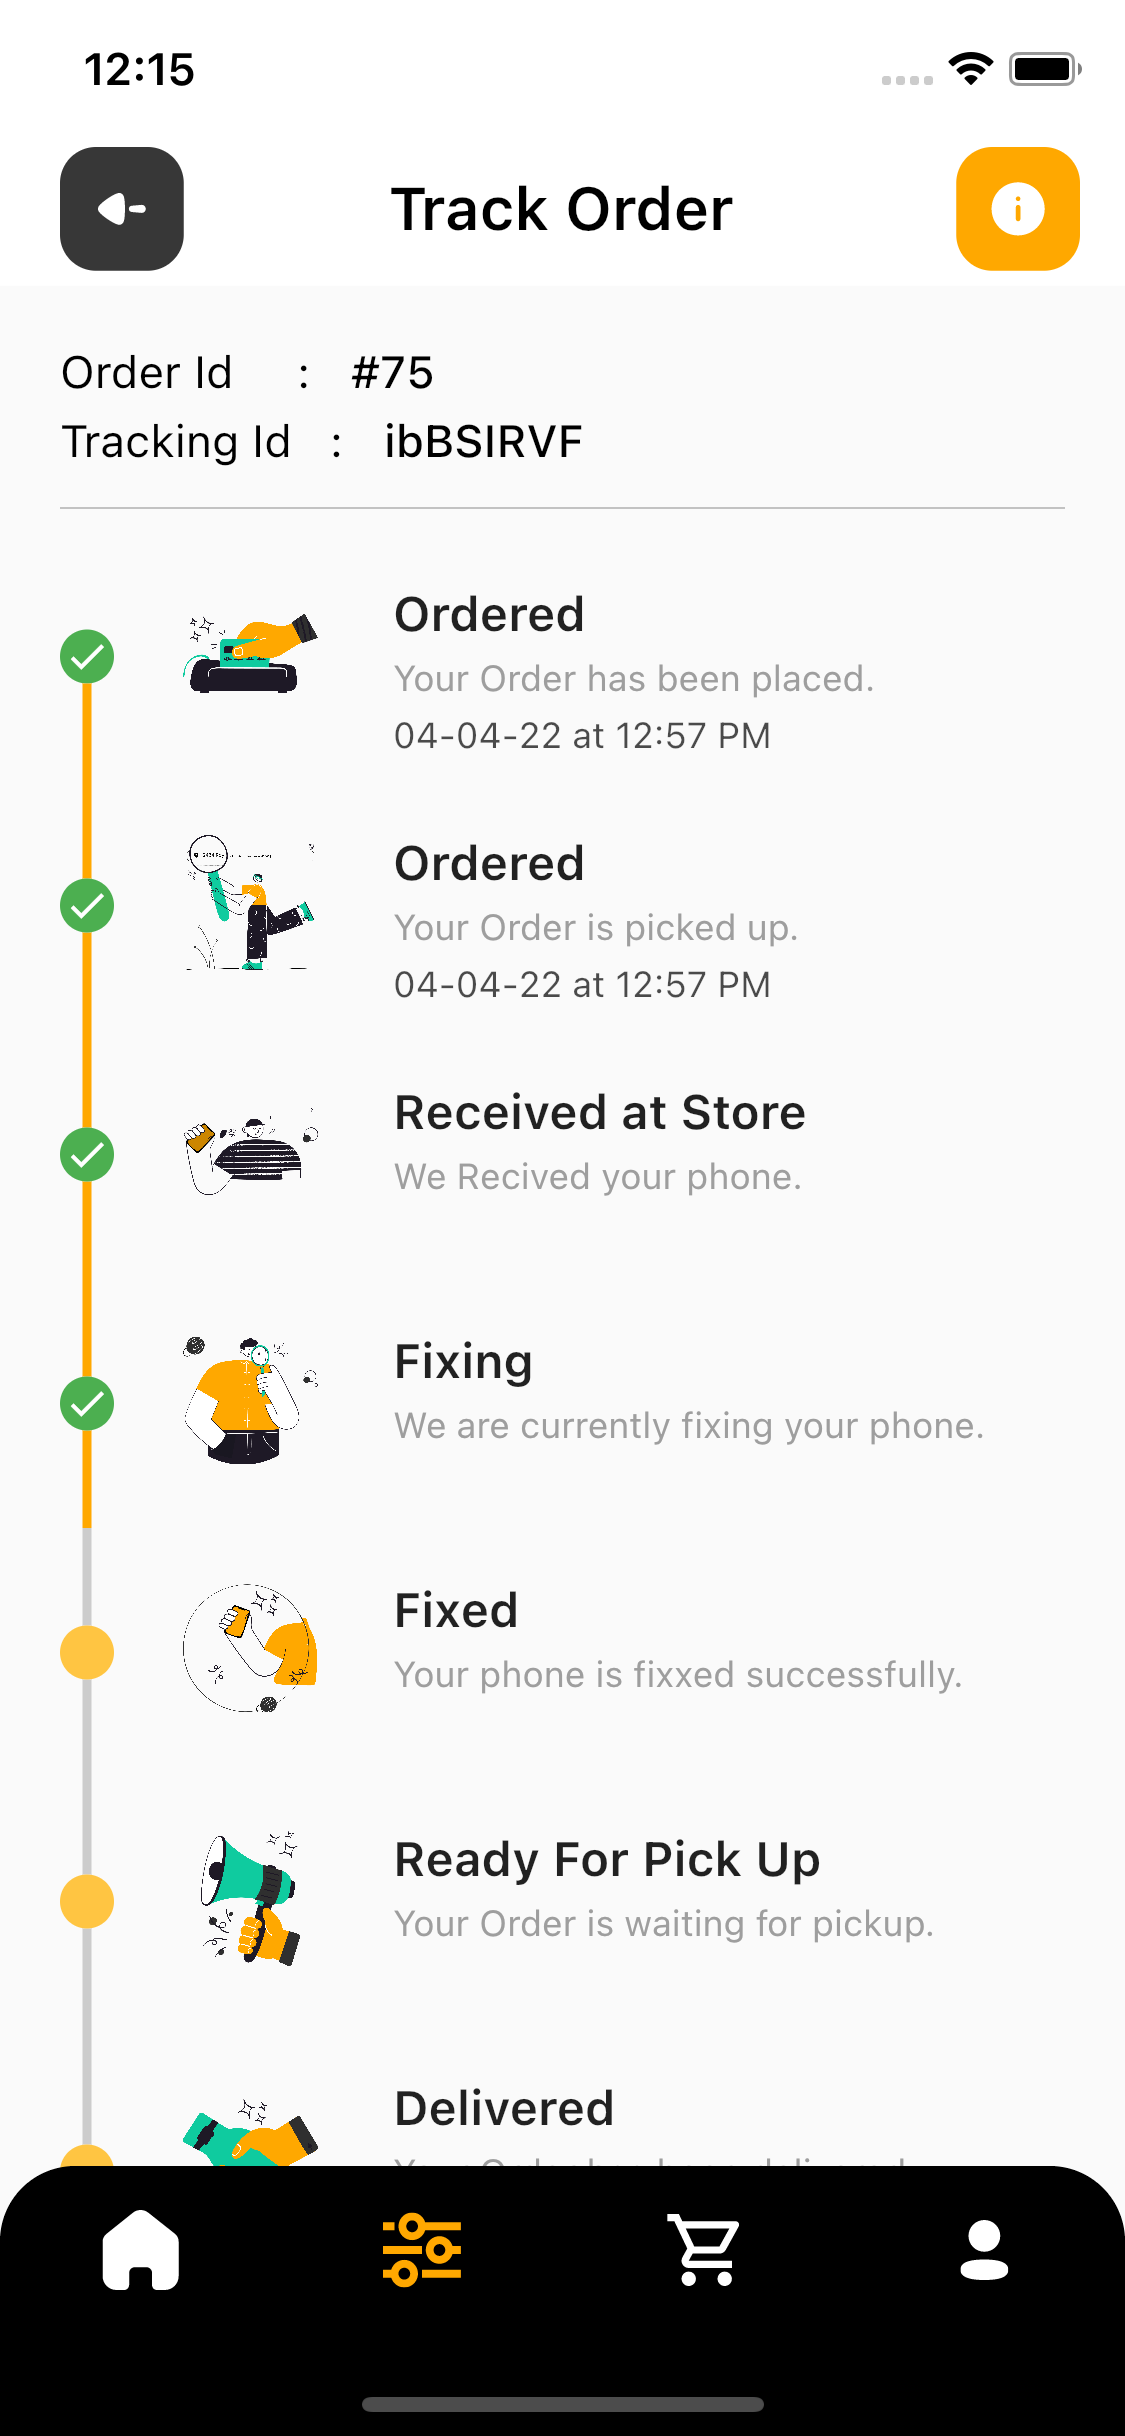 12:15
Track Order
Order Id : #75
Tracking Id : ibBSIRVF
Ordered
Your Order has been placed.
04-04-22 at 12:57 PM
Ordered
Your Order is picked up.
04-04-22 at 12:57 PM
Received at Store
We Recived your phone.
Fixing
We are currently fixing your phone.
Fixed
Your phone is fixxed successfully.
Ready For Pick Up
Your Order is waiting for pickup.
Delivered